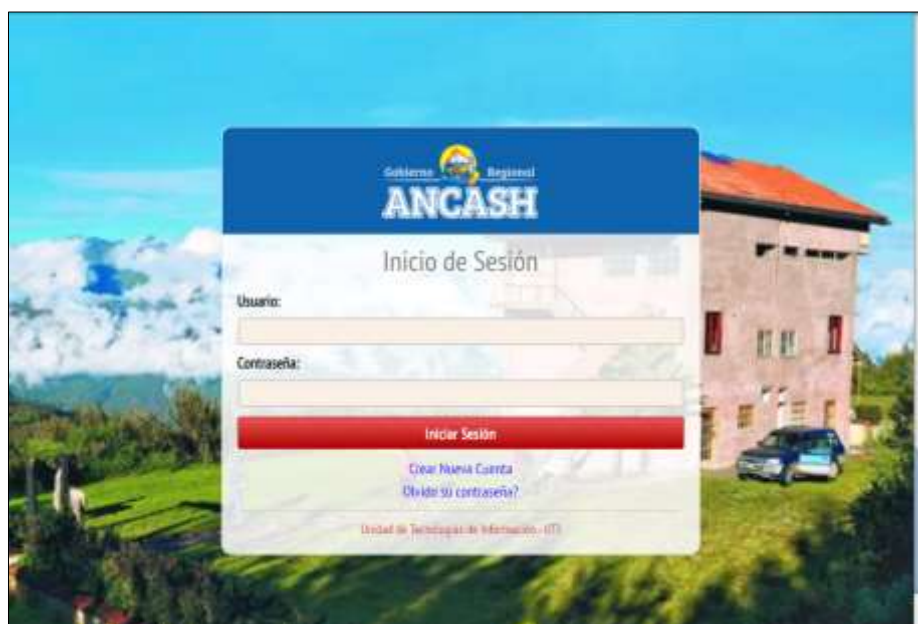 Gobierno Regional
ANCASH
Inicio de Sesión
Usuario:
Contraseña:
Iniciar Sesión
Crear Nueva Cuenta
Olvido su contraseña?
Unidad de Tecnologías de Información - UTI